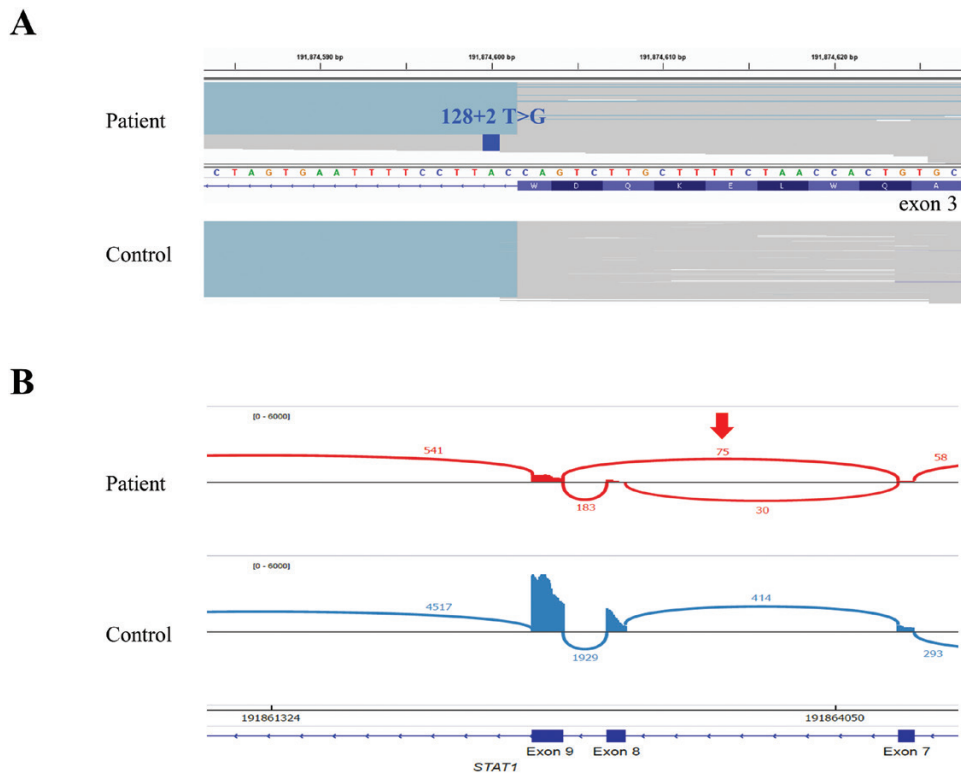 A
191,874,590 bp 191,874,600 bp 191,874,610 bp 191,874,620 bp
Patient
128+2 T>G
C T A G T G A A T T T T C C T T A C C A G T C T T G C T T T T C T A A C C A C T G T G C
W D Q K E L W Q A
exon 3
Control
B
[0 - 6000]
541 75 58
Patient
183 30
[0 - 6000]
4517 414
Control
1929 293
191861324 191864050
Exon 9 Exon 8 Exon 7
STAT1